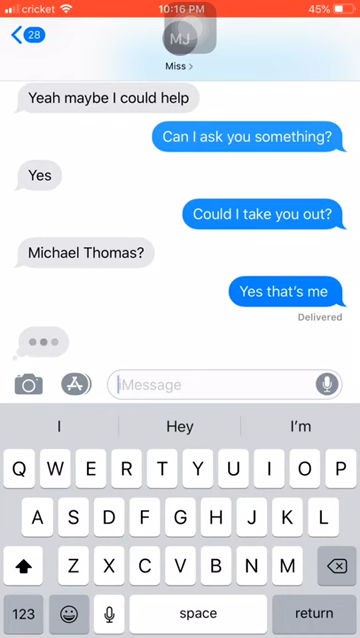 cricket 10:16 PM 45%
28
MJ
Miss >
Yeah maybe I could help
Can I ask you something?
Yes
Could I take you out?
Michael Thomas?
Yes that's me
Delivered
iMessage
I Hey I'm
Q W E R T Y U I O P
A S D F G H J K L
Z X C V B N M
123 space return